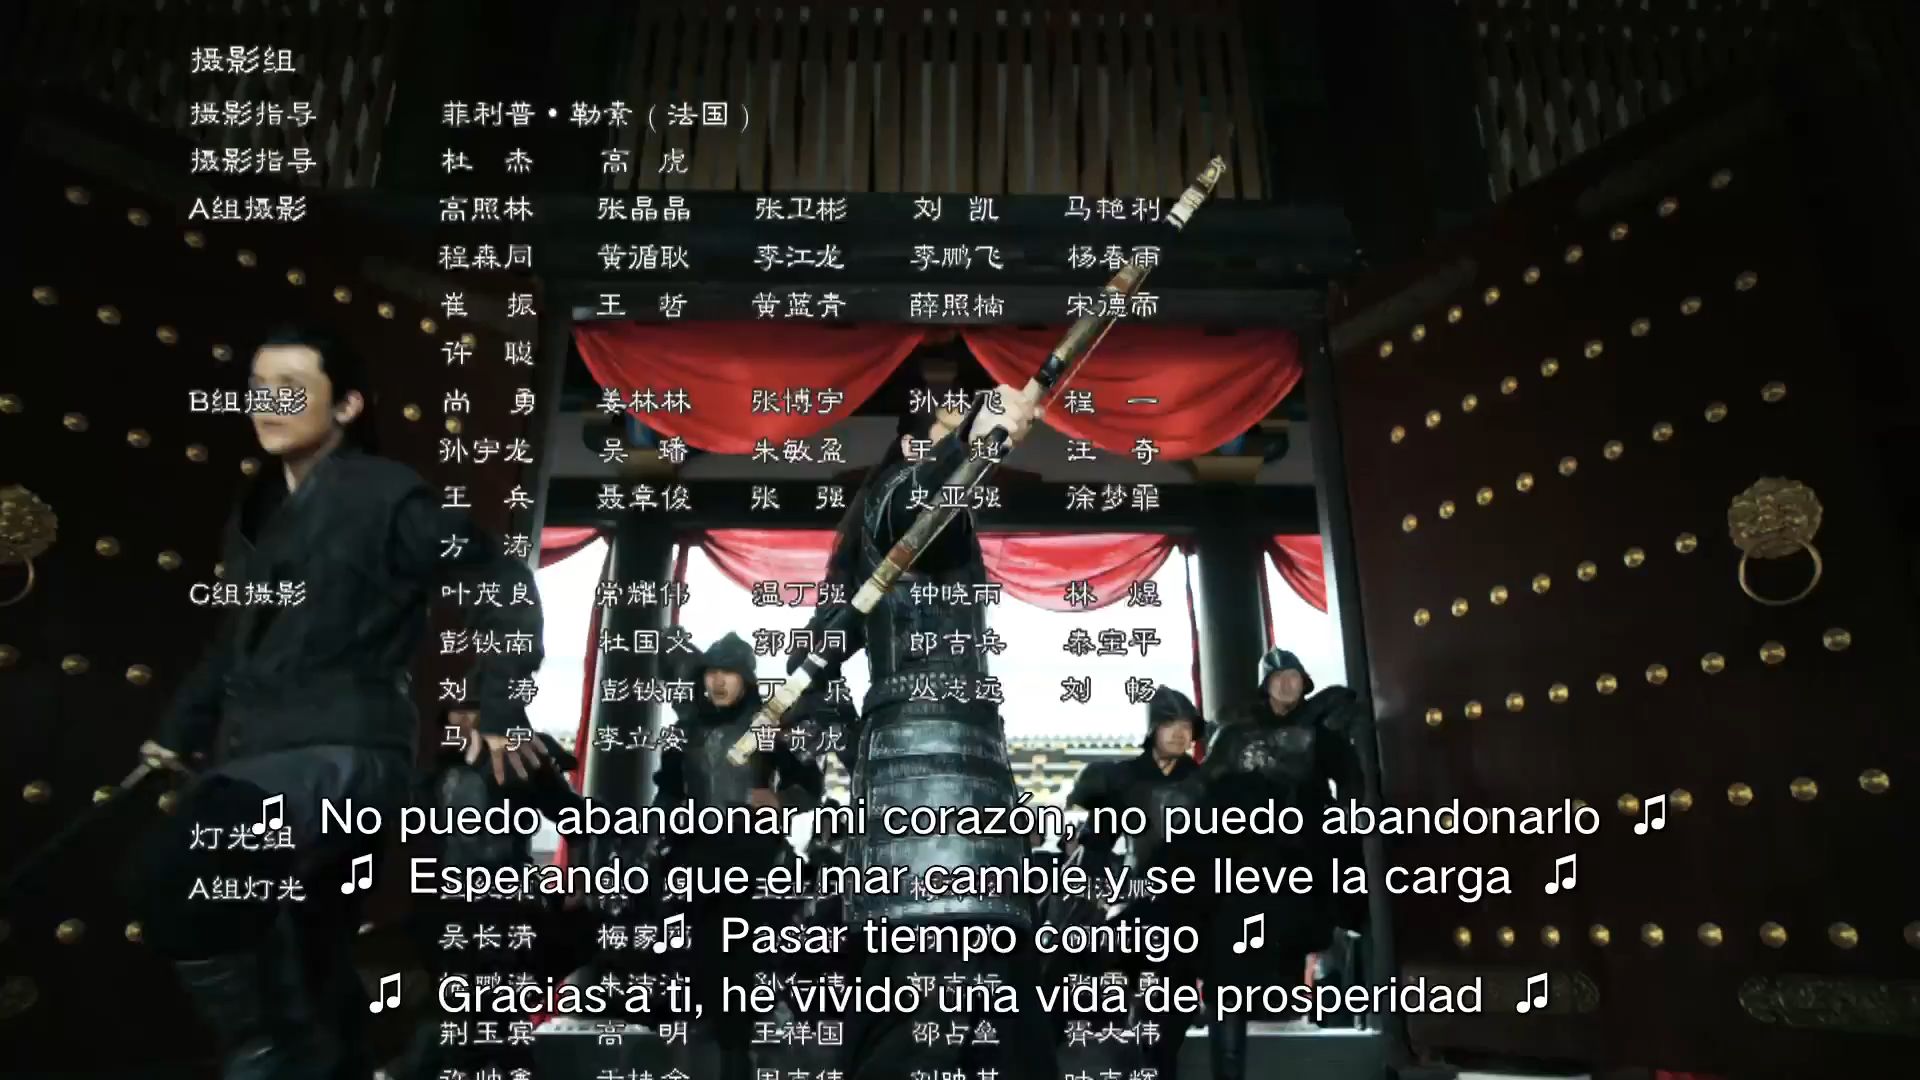 摄影组
摄影指导 菲利普·勒素（法国）
摄影指导 杜 杰 高 虎
A组摄影 高照林 张晶晶 张卫彬 刘 凯 马艳利
程森同 黄循耿 李江龙 李鹏飞 杨春雨
崔 振 王 哲 黄蓝青 薛照楠 宋德帝
许 聪
B组摄影 尚 勇 姜林林 张博宇 孙林飞 程 一
孙宇龙 吴 璠 朱敏盈 王 超 汪 奇
王 兵 聂章俊 张 强 史亚强 涂梦霏
方 涛
C组摄影 叶茂良 常耀伟 温丁强 钟晓雨 林 煜
彭铁南 杜国文 郭同同 郎吉兵 秦宝平
刘 涛 彭铁南 丁 乐 丛志远 刘 畅
马 宇 李立安 曹贵虎
♫ No puedo abandonar mi corazón, no puedo abandonarlo ♫
灯光组
♫ Esperando que el mar cambie y se lleve la carga ♫
A组灯光
♫ Pasar tiempo contigo ♫
吴长清
♫ Gracias a ti, he vivido una vida de prosperidad ♫
荆玉宾 高 明 王祥国 邵占垒 齐大伟